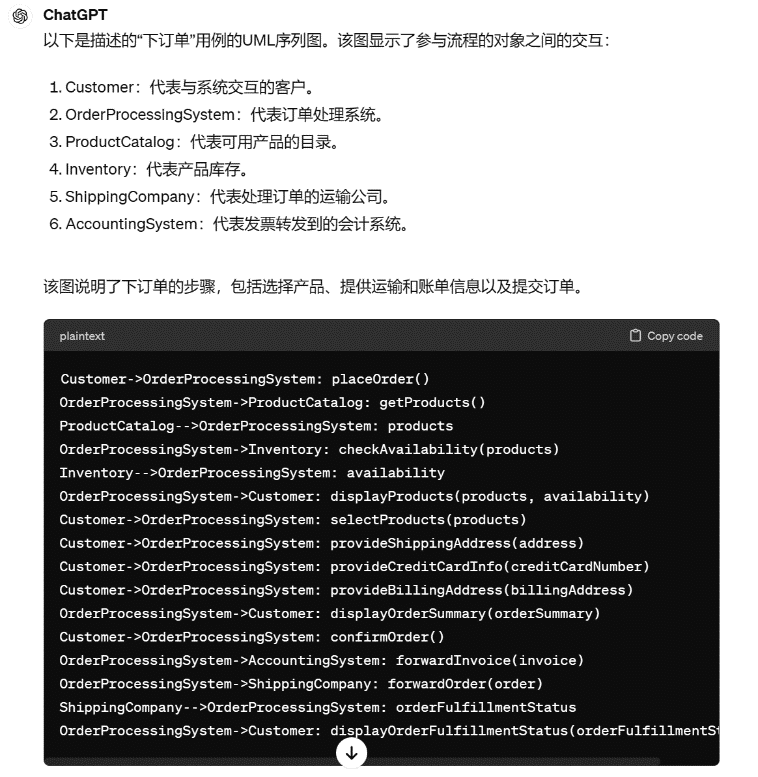 ChatGPT
以下是描述的“下订单”用例的UML序列图。该图显示了参与流程的对象之间的交互：
1. Customer：代表与系统交互的客户。
2. OrderProcessingSystem：代表订单处理系统。
3. ProductCatalog：代表可用产品的目录。
4. Inventory：代表产品库存。
5. ShippingCompany：代表处理订单的运输公司。
6. AccountingSystem：代表发票转发到的会计系统。
该图说明了下订单的步骤，包括选择产品、提供运输和账单信息以及提交订单。
plaintext Copy code
Customer->OrderProcessingSystem: placeOrder()
OrderProcessingSystem->ProductCatalog: getProducts()
ProductCatalog-->OrderProcessingSystem: products
OrderProcessingSystem->Inventory: checkAvailability(products)
Inventory-->OrderProcessingSystem: availability
OrderProcessingSystem->Customer: displayProducts(products, availability)
Customer->OrderProcessingSystem: selectProducts(products)
Customer->OrderProcessingSystem: provideShippingAddress(address)
Customer->OrderProcessingSystem: provideCreditCardInfo(creditCardNumber)
Customer->OrderProcessingSystem: provideBillingAddress(billingAddress)
OrderProcessingSystem->Customer: displayOrderSummary(orderSummary)
Customer->OrderProcessingSystem: confirmOrder()
OrderProcessingSystem->AccountingSystem: forwardInvoice(invoice)
OrderProcessingSystem->ShippingCompany: forwardOrder(order)
ShippingCompany-->OrderProcessingSystem: orderFulfillmentStatus
OrderProcessingSystem->Customer: displayOrderFulfillmentStatus(orderFulfillmentSt